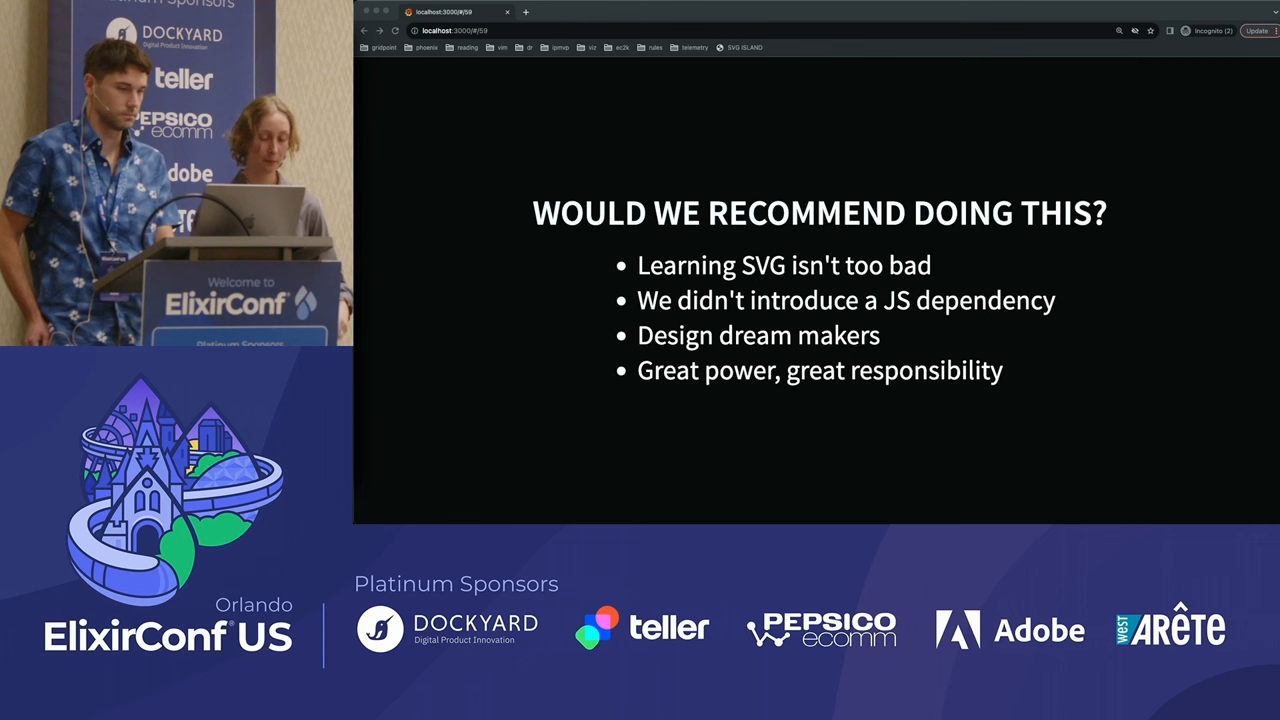 Platinum Sponsors
DOCKYARD
Digital Product Innovation
teller
PEPSICO
ecomm
dobe
Welcome to
ElixirConf
Platinum Sponsors
localhost:3000/#/59
localhost:3000/#/59
Incognito (2)
Update
gridpoint
phoenix
reading
vim
dr
ipmvp
viz
ec2k
rules
telemetry
SVG ISLAND
WOULD WE RECOMMEND DOING THIS?
• Learning SVG isn't too bad
• We didn't introduce a JS dependency
• Design dream makers
• Great power, great responsibility
Orlando
ElixirConf® US
Platinum Sponsors
DOCKYARD
Digital Product Innovation
teller
PEPSICO
ecomm
Adobe
west ARÊTE